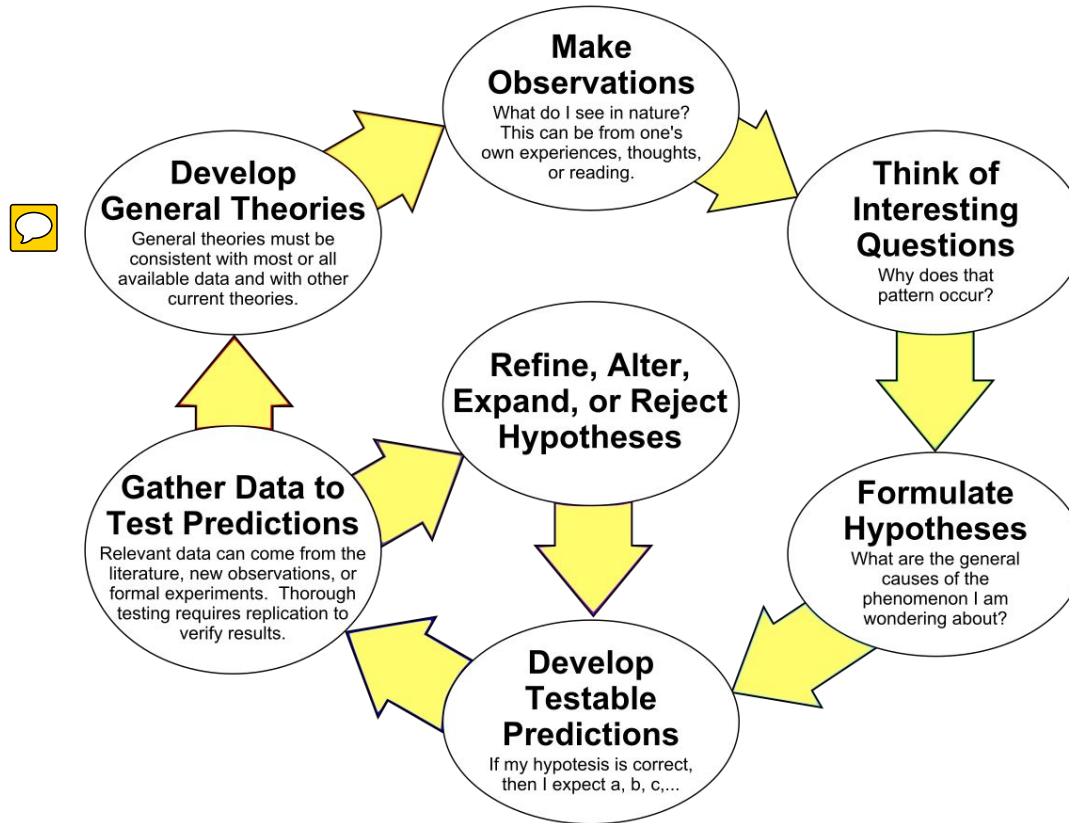 Make
Observations
What do I see in nature?
This can be from one's
own experiences, thoughts,
or reading.
Think of
Interesting
Questions
Why does that
pattern occur?
Formulate
Hypotheses
What are the general
causes of the
phenomenon I am
wondering about?
Develop
Testable
Predictions
If my hypotesis is correct,
then I expect a, b, c,...
Gather Data to
Test Predictions
Relevant data can come from the
literature, new observations, or
formal experiments.  Thorough
testing requires replication to
verify results.
Refine, Alter,
Expand, or Reject
Hypotheses
Develop
General Theories
General theories must be
consistent with most or all
available data and with other
current theories.